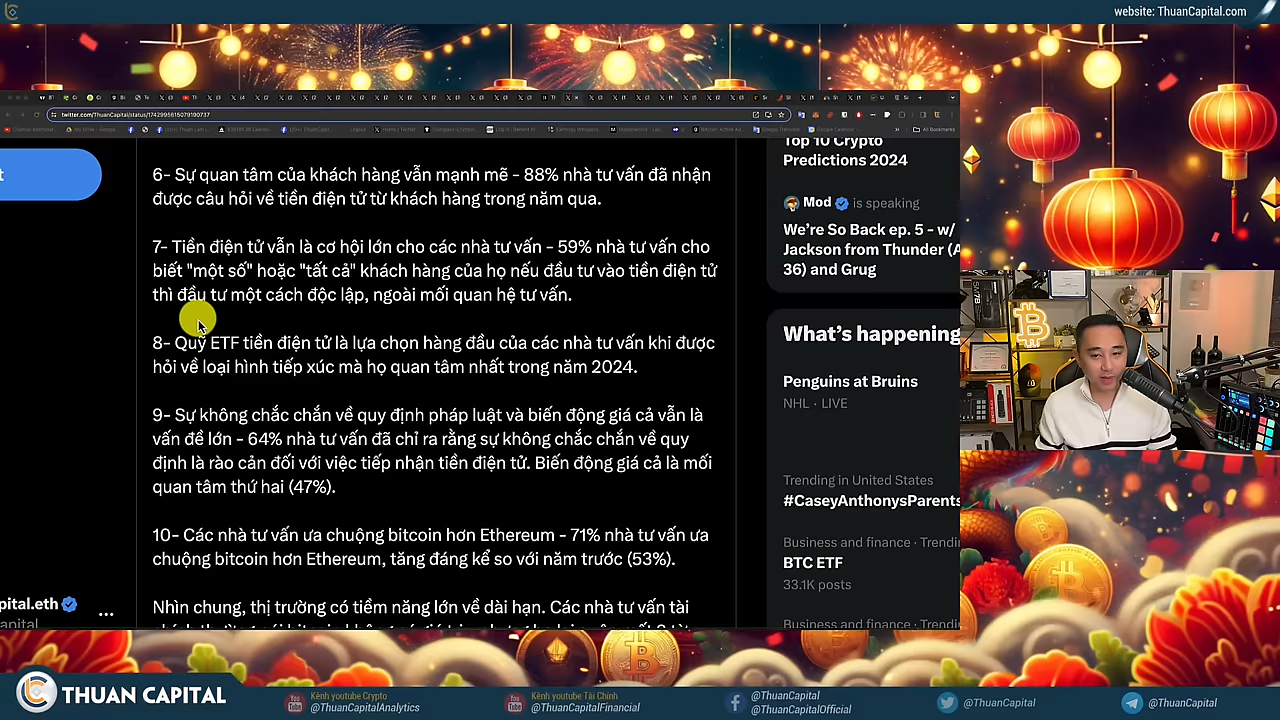 website: ThuanCapital.com
twitter.com/ThuanCapital/status/1742995615079190737
All Bookmarks
6- Sự quan tâm của khách hàng vẫn mạnh mẽ - 88% nhà tư vấn đã nhận
được câu hỏi về tiền điện tử từ khách hàng trong năm qua.
7- Tiền điện tử vẫn là cơ hội lớn cho các nhà tư vấn - 59% nhà tư vấn cho
biết "một số" hoặc "tất cả" khách hàng của họ nếu đầu tư vào tiền điện tử
thì đầu tư một cách độc lập, ngoài mối quan hệ tư vấn.
8- Quỹ ETF tiền điện tử là lựa chọn hàng đầu của các nhà tư vấn khi được
hỏi về loại hình tiếp xúc mà họ quan tâm nhất trong năm 2024.
9- Sự không chắc chắn về quy định pháp luật và biến động giá cả vẫn là
vấn đề lớn - 64% nhà tư vấn đã chỉ ra rằng sự không chắc chắn về quy
định là rào cản đối với việc tiếp nhận tiền điện tử. Biến động giá cả là mối
quan tâm thứ hai (47%).
10- Các nhà tư vấn ưa chuộng bitcoin hơn Ethereum - 71% nhà tư vấn ưa
chuộng bitcoin hơn Ethereum, tăng đáng kể so với năm trước (53%).
Nhìn chung, thị trường có tiềm năng lớn về dài hạn. Các nhà tư vấn tài
pital.eth
apital
Top 10 Crypto
Predictions 2024
Mod is speaking
We're So Back ep. 5 - w/
Jackson from Thunder (A
36) and Grug
What's happening
Penguins at Bruins
NHL · LIVE
Trending in United States
#CaseyAnthonysParents
Business and finance · Trendin
BTC ETF
33.1K posts
Business and finance · Trendin
THUAN CAPITAL
Kênh youtube Crypto
@ThuanCapitalAnalytics
Kênh youtube Tài Chính
@ThuanCapitalFinancial
@ThuanCapital
@ThuanCapitalOfficial
@ThuanCapital
@ThuanCapital